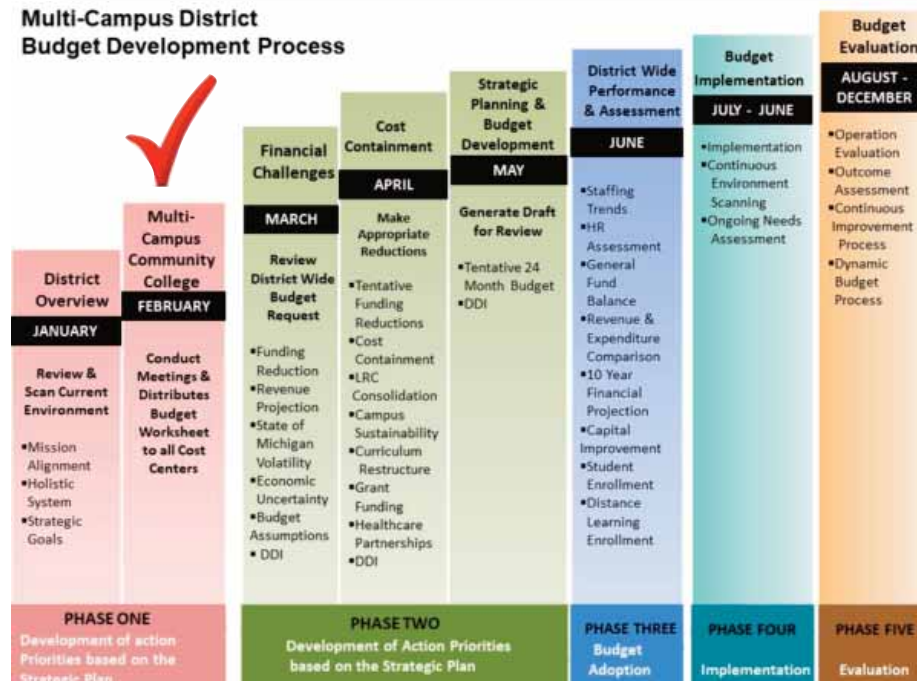 Multi-Campus District
Budget Development Process
District
Overview
JANUARY
Review &
Scan Current
Environment
▪Mission
Alignment
▪Holistic
System
▪Strategic
Goals
Multi-
Campus
Community
College
FEBRUARY
Conduct
Meetings &
Distributes
Budget
Worksheet
to all Cost
Centers
PHASE ONE
Development of action
Priorities based on the
Strategic Plan
Financial
Challenges
MARCH
Review
District Wide
Budget
Request
▪Funding
Reduction
▪Revenue
Projection
▪State of
Michigan
Volatility
▪Economic
Uncertainty
▪Budget
Assumptions
▪ DDI
Cost
Containment
APRIL
Make
Appropriate
Reductions
▪Tentative
Funding
Reductions
▪Cost
Containment
▪LRC
Consolidation
▪Campus
Sustainability
▪Curriculum
Restructure
▪Grant
Funding
▪Healthcare
Partnerships
▪DDI
Strategic
Planning &
Budget
Development
MAY
Generate Draft
for Review
▪Tentative 24
Month Budget
▪DDI
PHASE TWO
Development of Action Priorities
based on the Strategic Plan
District Wide
Performance
& Assessment
JUNE
▪Staffing
Trends
▪HR
Assessment
▪General
Fund
Balance
▪Revenue &
Expenditure
Comparison
▪10 Year
Financial
Projection
▪Capital
Improvement
▪Student
Enrollment
▪Distance
Learning
Enrollment
PHASE THREE
Budget
Adoption
Budget
Implementation
JULY - JUNE
▪Implementation
▪Continuous
Environment
Scanning
▪Ongoing Needs
Assessment
PHASE FOUR
Implementation
Budget
Evaluation
AUGUST -
DECEMBER
▪Operation
Evaluation
▪Outcome
Assessment
▪Continuous
Improvement
Process
▪Dynamic
Budget
Process
PHASE FIVE
Evaluation